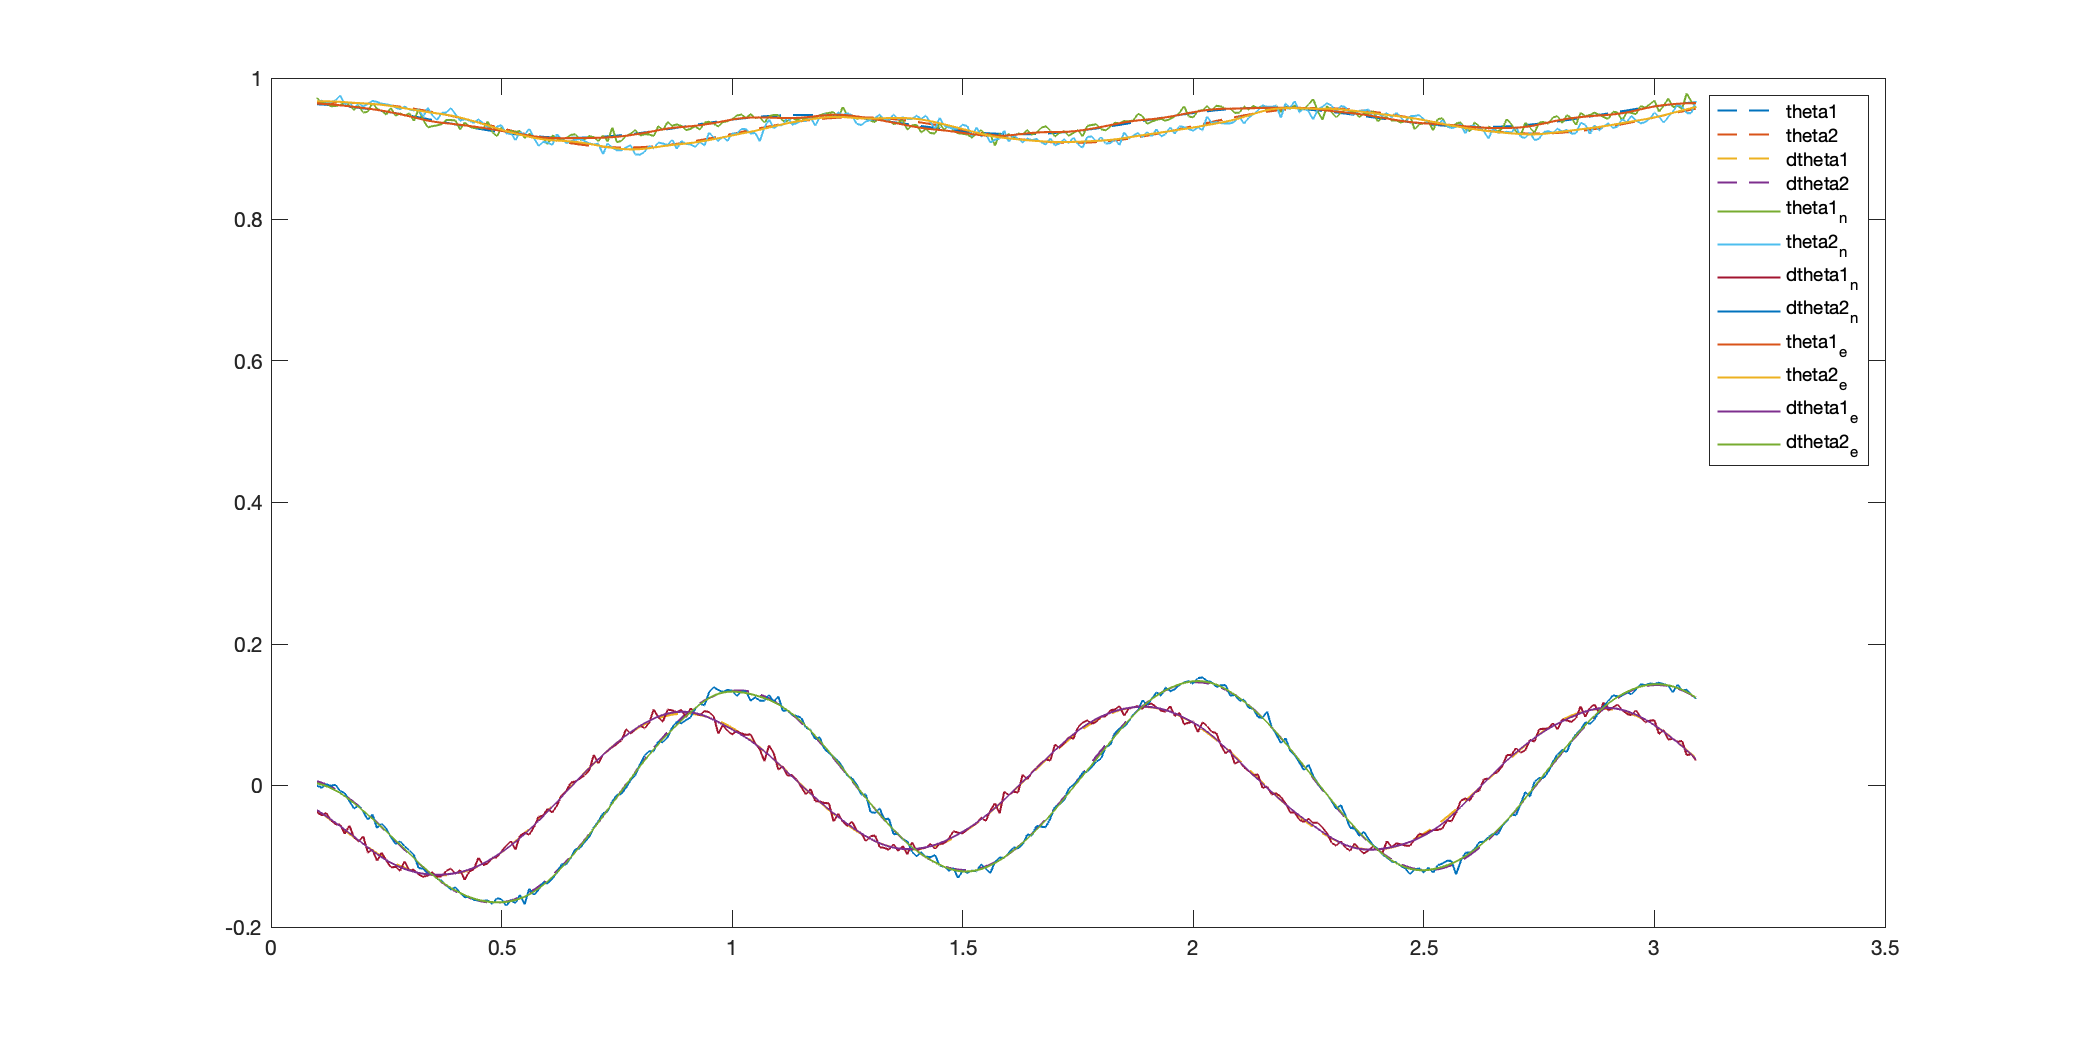 1
0.8
0.6
0.4
0.2
0
-0.2
0 0.5 1 1.5 2 2.5 3 3.5
theta1
theta2
dtheta1
dtheta2
theta1n
theta2n
dtheta1n
dtheta2n
theta1e
theta2e
dtheta1e
dtheta2e